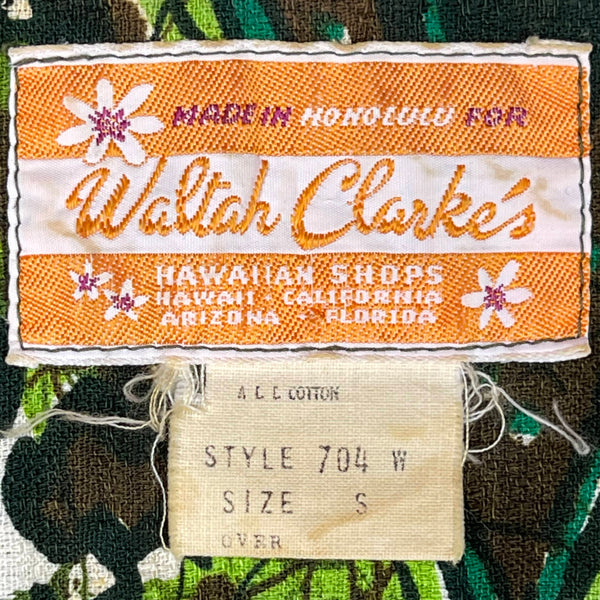 MADE IN HONOLULU FOR
Waltah Clarke's
HAWAIIAN SHOPS
HAWAII · CALIFORNIA
ARIZONA · FLORIDA
ALL COTTON
STYLE 704 W
SIZE S
OVER